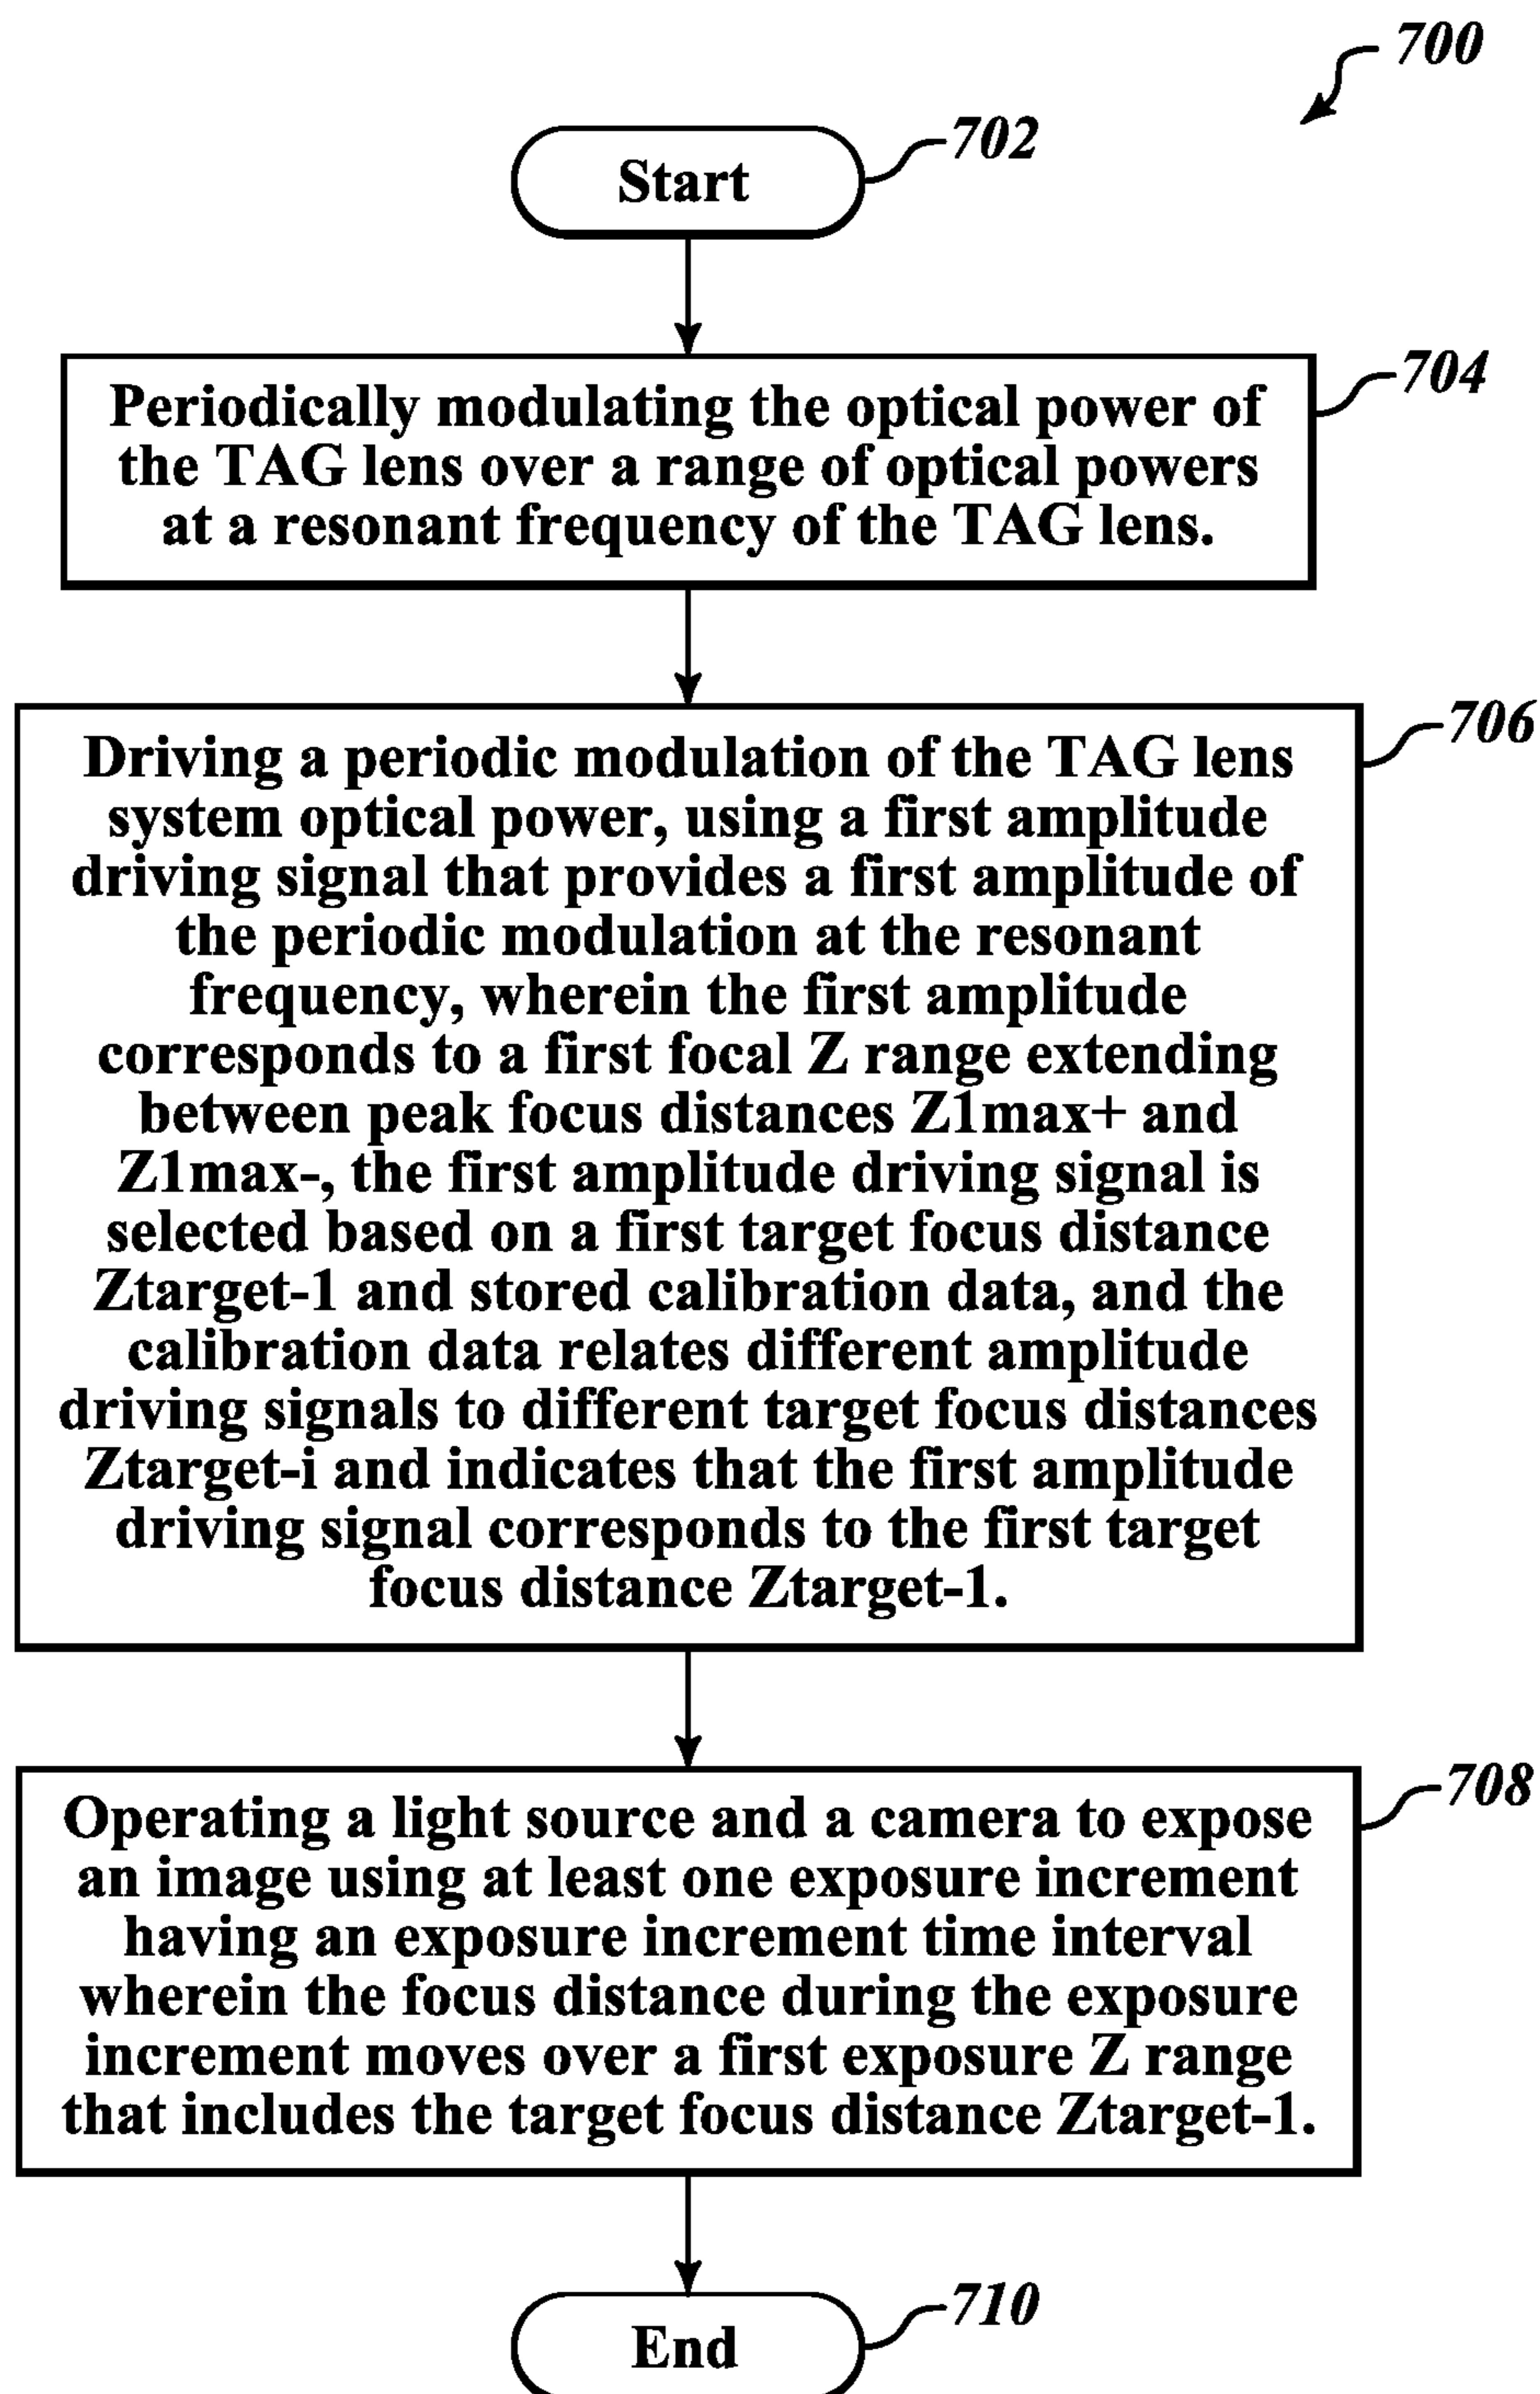 700
702
Start
704
Periodically modulating the optical power of
the TAG lens over a range of optical powers
at a resonant frequency of the TAG lens.
706
Driving a periodic modulation of the TAG lens
system optical power, using a first amplitude
driving signal that provides a first amplitude of
the periodic modulation at the resonant
frequency, wherein the first amplitude
corresponds to a first focal Z range extending
between peak focus distances Z1max+ and
Z1max-, the first amplitude driving signal is
selected based on a first target focus distance
Ztarget-1 and stored calibration data, and the
calibration data relates different amplitude
driving signals to different target focus distances
Ztarget-i and indicates that the first amplitude
driving signal corresponds to the first target
focus distance Ztarget-1.
708
Operating a light source and a camera to expose
an image using at least one exposure increment
having an exposure increment time interval
wherein the focus distance during the exposure
increment moves over a first exposure Z range
that includes the target focus distance Ztarget-1.
710
End